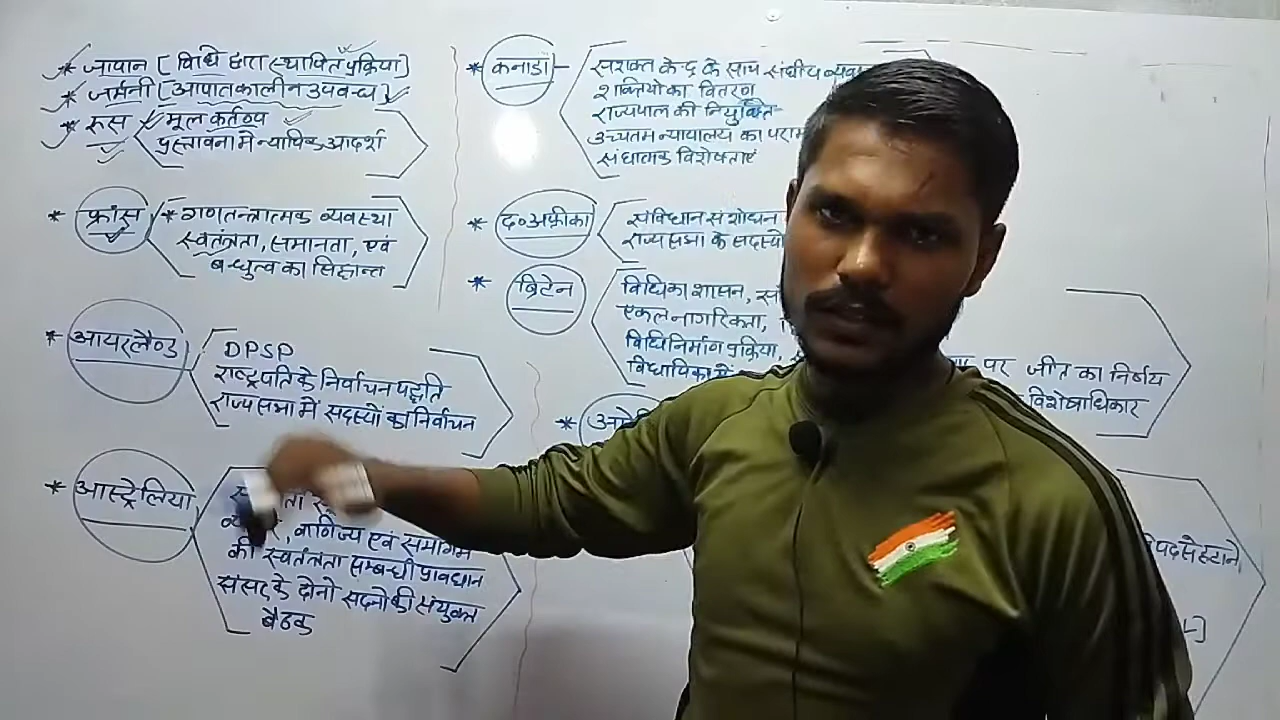 * जापान [ विधि द्वारा स्थापित प्रक्रिया]
* जर्मनी [आपातकालीन उपबन्ध]
* रूस मूल कर्तव्य
प्रस्तावना में न्यायिक आदर्श
* फ्रांस * गणतन्त्रात्मक व्यवस्था
स्वतंत्रता, समानता, एवं
बन्धुत्व का सिद्धान्त
* आयरलैण्ड
DPSP
राष्ट्रपति के निर्वाचन पद्धति
राज्यसभा में सदस्यों का निर्वाचन
* आस्ट्रेलिया
वाणिज्य एवं समागम
की स्वतंत्रता सम्बन्धी प्रावधान
संसद के दोनो सदनो की संयुक्त
बैठक
* कनाडा - सशक्त केन्द्र के साथ संघीय
शक्तियो का वितरण
राज्यपाल की नियुक्ति
उच्चतम न्यायालय का
संघात्मक विशेषताएं
* द० अफ्रीका संविधान संशोधन
राज्यसभा के सदस्यो
* ब्रिटेन विधि का शासन,
एकल नागरिकता,
विधि निर्माण प्रक्रिया,
विधायिका में पर जीत का निर्णय
विशेषाधिकार
*
पद से हटाने